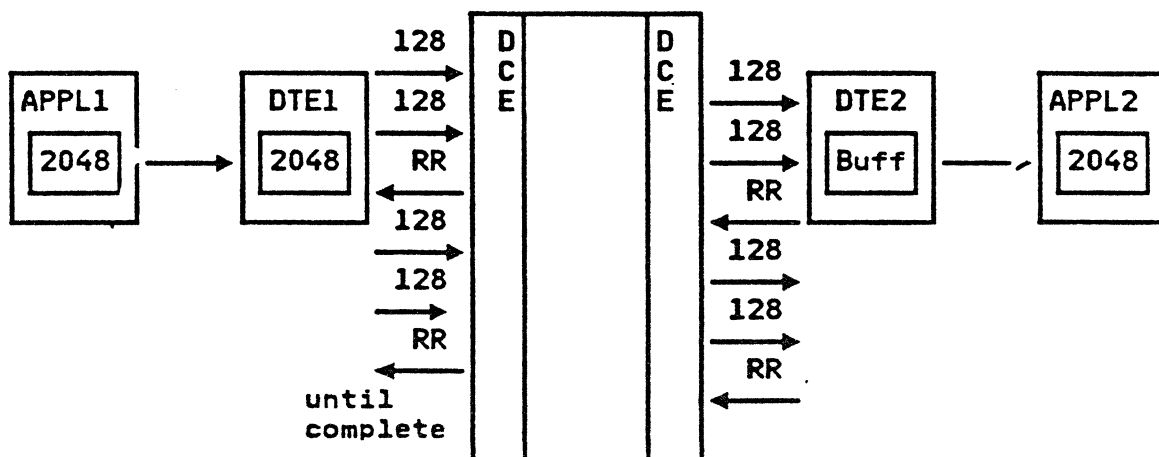 APPL1
2048
DTE1
2048
128
128
RR
128
128
RR
until
complete
D
C
E
D
C
E
128
128
RR
128
128
RR
DTE2
Buff
APPL2
2048